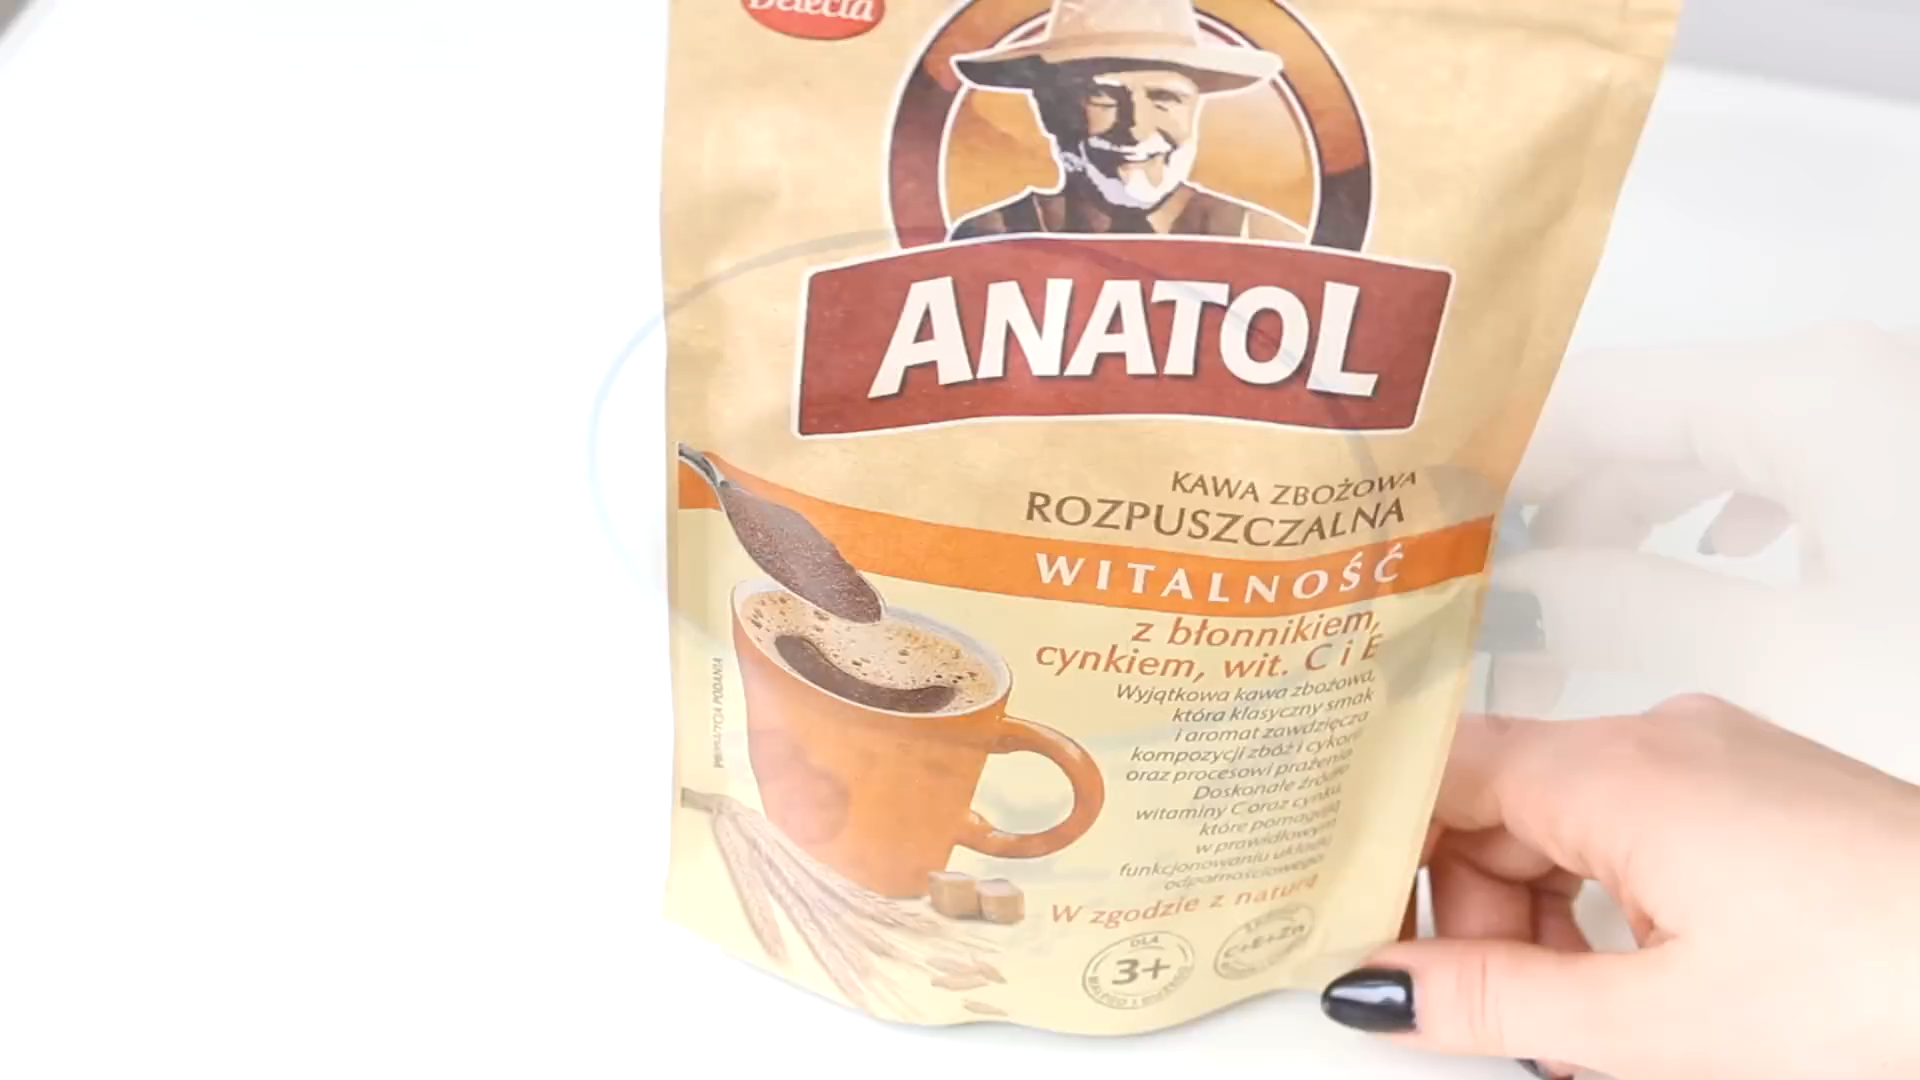 Delecta
ANATOL
KAWA ZBOŻOWA
ROZPUSZCZALNA
WITALNOŚĆ
z błonnikiem,
cynkiem, wit. C i E
Wyjątkowa kawa zbożowa,
która klasyczny smak
i aromat zawdzięcza
kompozycji zbóż i cykorii
oraz procesowi prażenia
Doskonałe źródło
witaminy C oraz cynku,
które pomagają
w prawidłowym
funkcjonowaniu układu
odpornościowego
W zgodzie z naturą
PROPOZYCJA PODANIA
DLA
3+
C+E+Zn